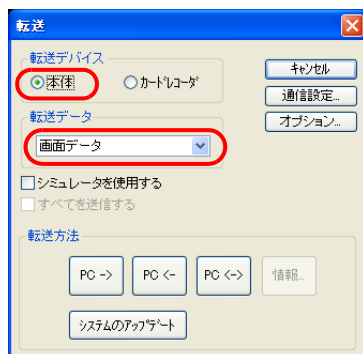 転送
転送デバイス
本体
カードレコーダ
キャンセル
通信設定...
オプション...
転送データ
画面データ
シミュレータを使用する
すべてを送信する
転送方法
PC ->
PC <-
PC <->
情報...
システムのアップデート